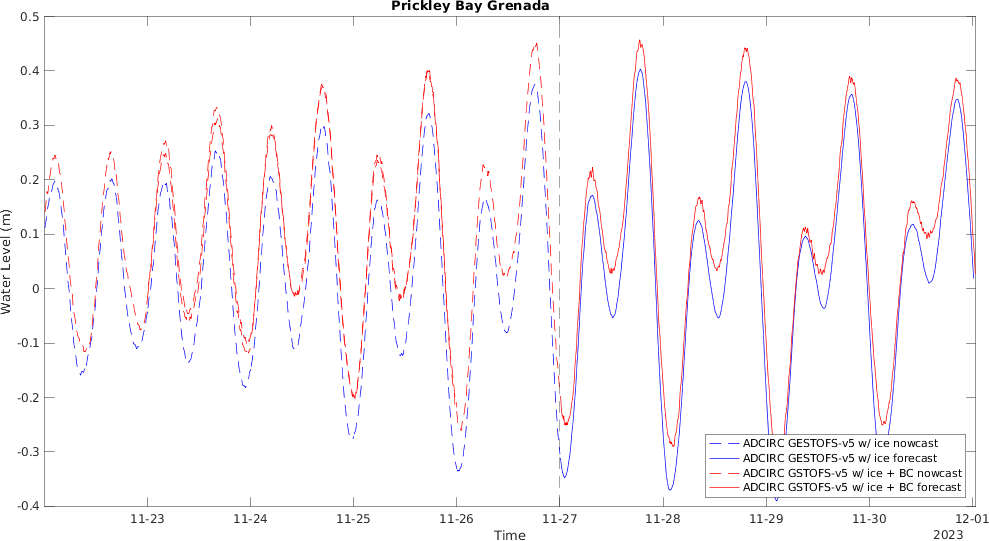 Prickley Bay Grenada
0.5
0.4
0.3
0.2
0.1
0
-0.1
-0.2
-0.3
-0.4
Water Level (m)
ADCIRC GESTOFS-v5 w/ ice nowcast
ADCIRC GESTOFS-v5 w/ ice forecast
ADCIRC GSTOFS-v5 w/ ice + BC nowcast
ADCIRC GSTOFS-v5 w/ ice + BC forecast
11-23 11-24 11-25 11-26 11-27 11-28 11-29 11-30 12-01
Time
2023